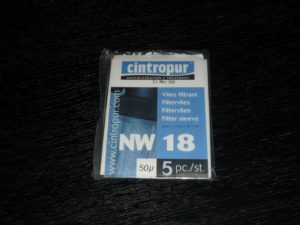 cintropur
www.cintropur.com
Vlies filtrant
Filtervlies
Filtervlies
Filter sleeve
NW 18
50µ
5 pc./st.